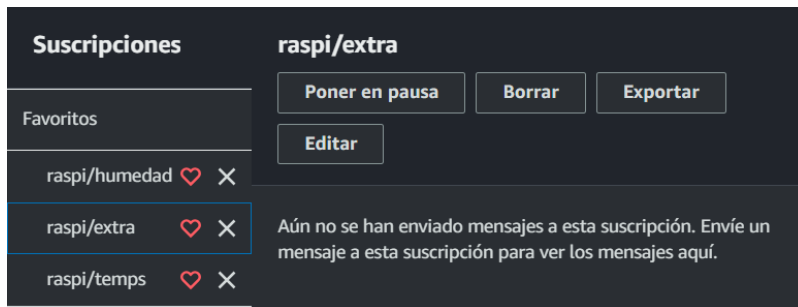 Suscripciones
Favoritos
raspi/humedad
raspi/extra
raspi/temps
raspi/extra
Poner en pausa
Borrar
Exportar
Editar
Aún no se han enviado mensajes a esta suscripción. Envíe un
mensaje a esta suscripción para ver los mensajes aquí.